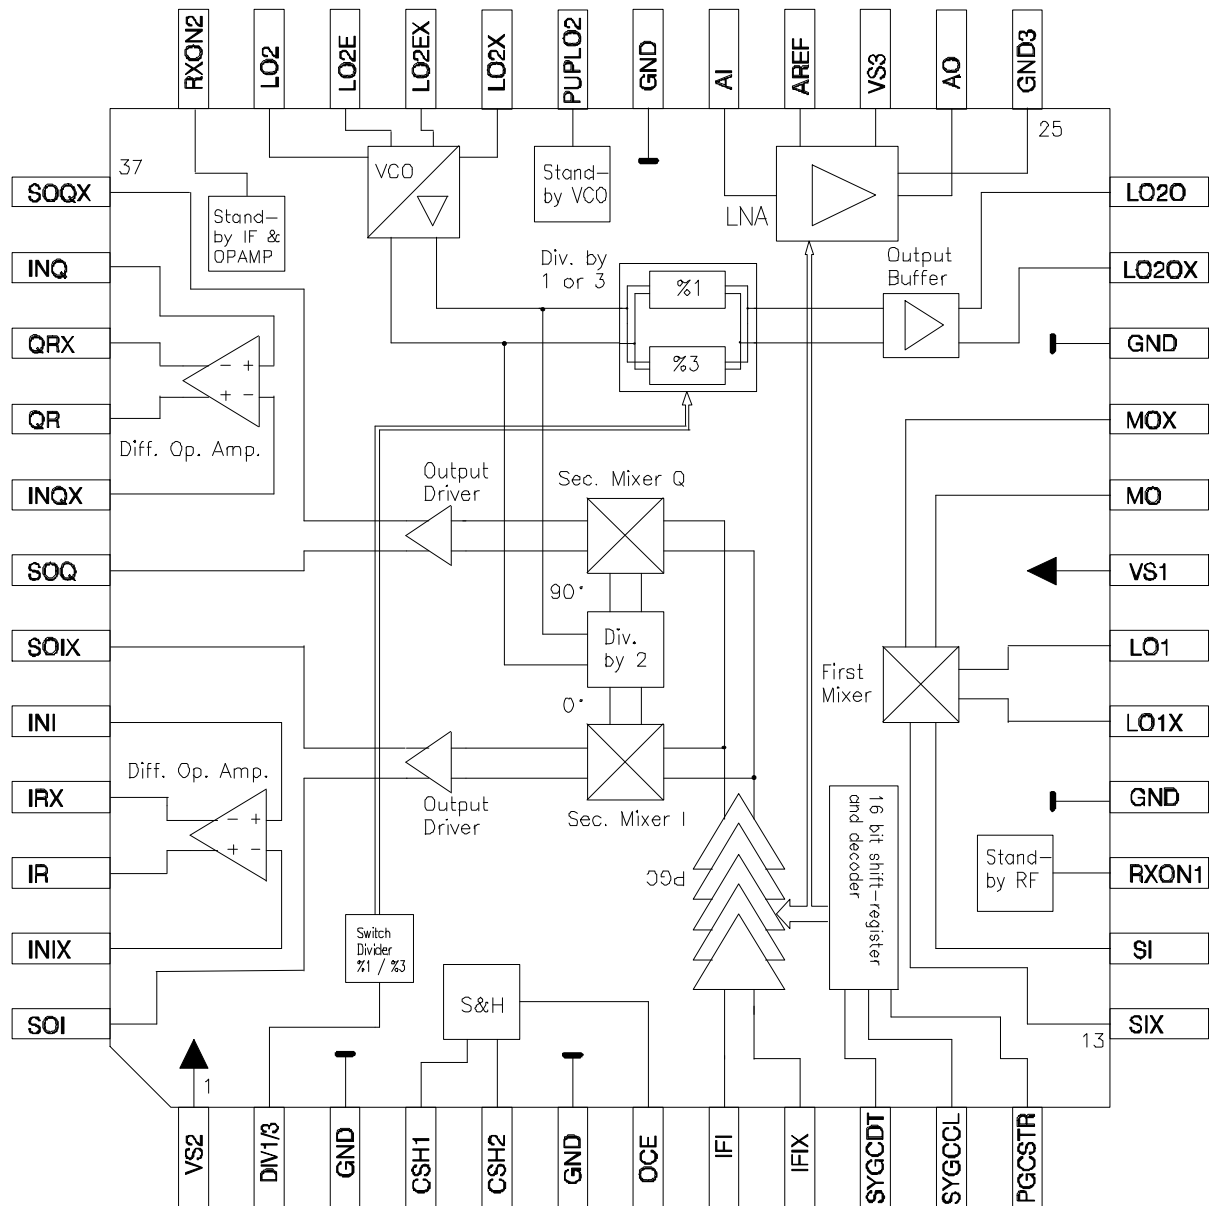 RXON2
LO2
LO2E
LO2EX
LO2X
PUPLO2
GND
AI
AREF
VS3
AO
GND3
37
25
SOQX
INQ
QRX
QR
INQX
SOQ
SOIX
INI
IRX
IR
INIX
SOI
Stand-
by IF &
OPAMP
VCO
Stand-
by VCO
LNA
Div. by
1 or 3
%1
%3
Output
Buffer
LO2O
LO2OX
GND
MOX
MO
VS1
LO1
LO1X
GND
RXON1
SI
SIX
- +
+ -
Diff. Op. Amp.
Output
Driver
Sec. Mixer Q
90°
Div.
by 2
0°
First
Mixer
Diff. Op. Amp.
- +
+ -
Output
Driver
Sec. Mixer I
PGC
16 bit shift-register
and decoder
Stand-
by RF
Switch
Divider
%1 / %3
S&H
13
1
VS2
DIV1/3
GND
CSH1
CSH2
GND
OCE
IFI
IFIX
SYGCDT
SYGCCL
PGCSTR